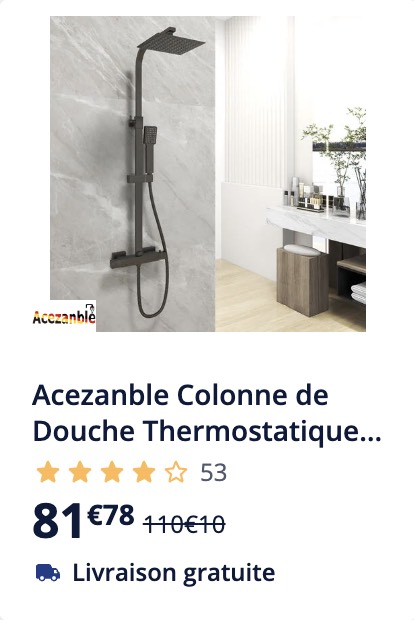 Acezanble
Acezanble Colonne de
Douche Thermostatique...
53
81€78 110€10
Livraison gratuite